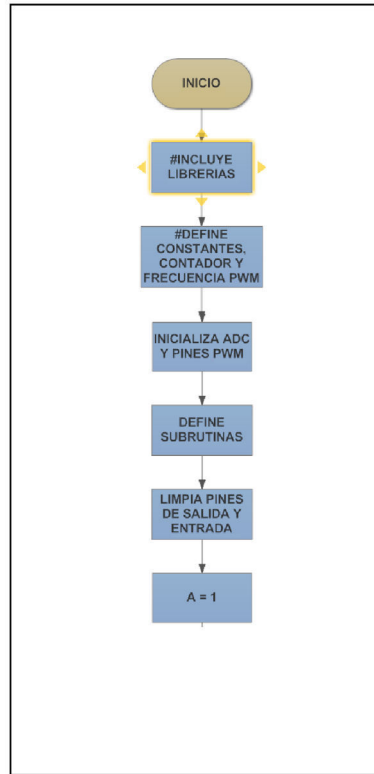 INICIO
#INCLUYE
LIBRERIAS
#DEFINE
CONSTANTES,
CONTADOR Y
FRECUENCIA PWM
INICIALIZA ADC
Y PINES PWM
DEFINE
SUBRUTINAS
LIMPIA PINES
DE SALIDA Y
ENTRADA
A = 1